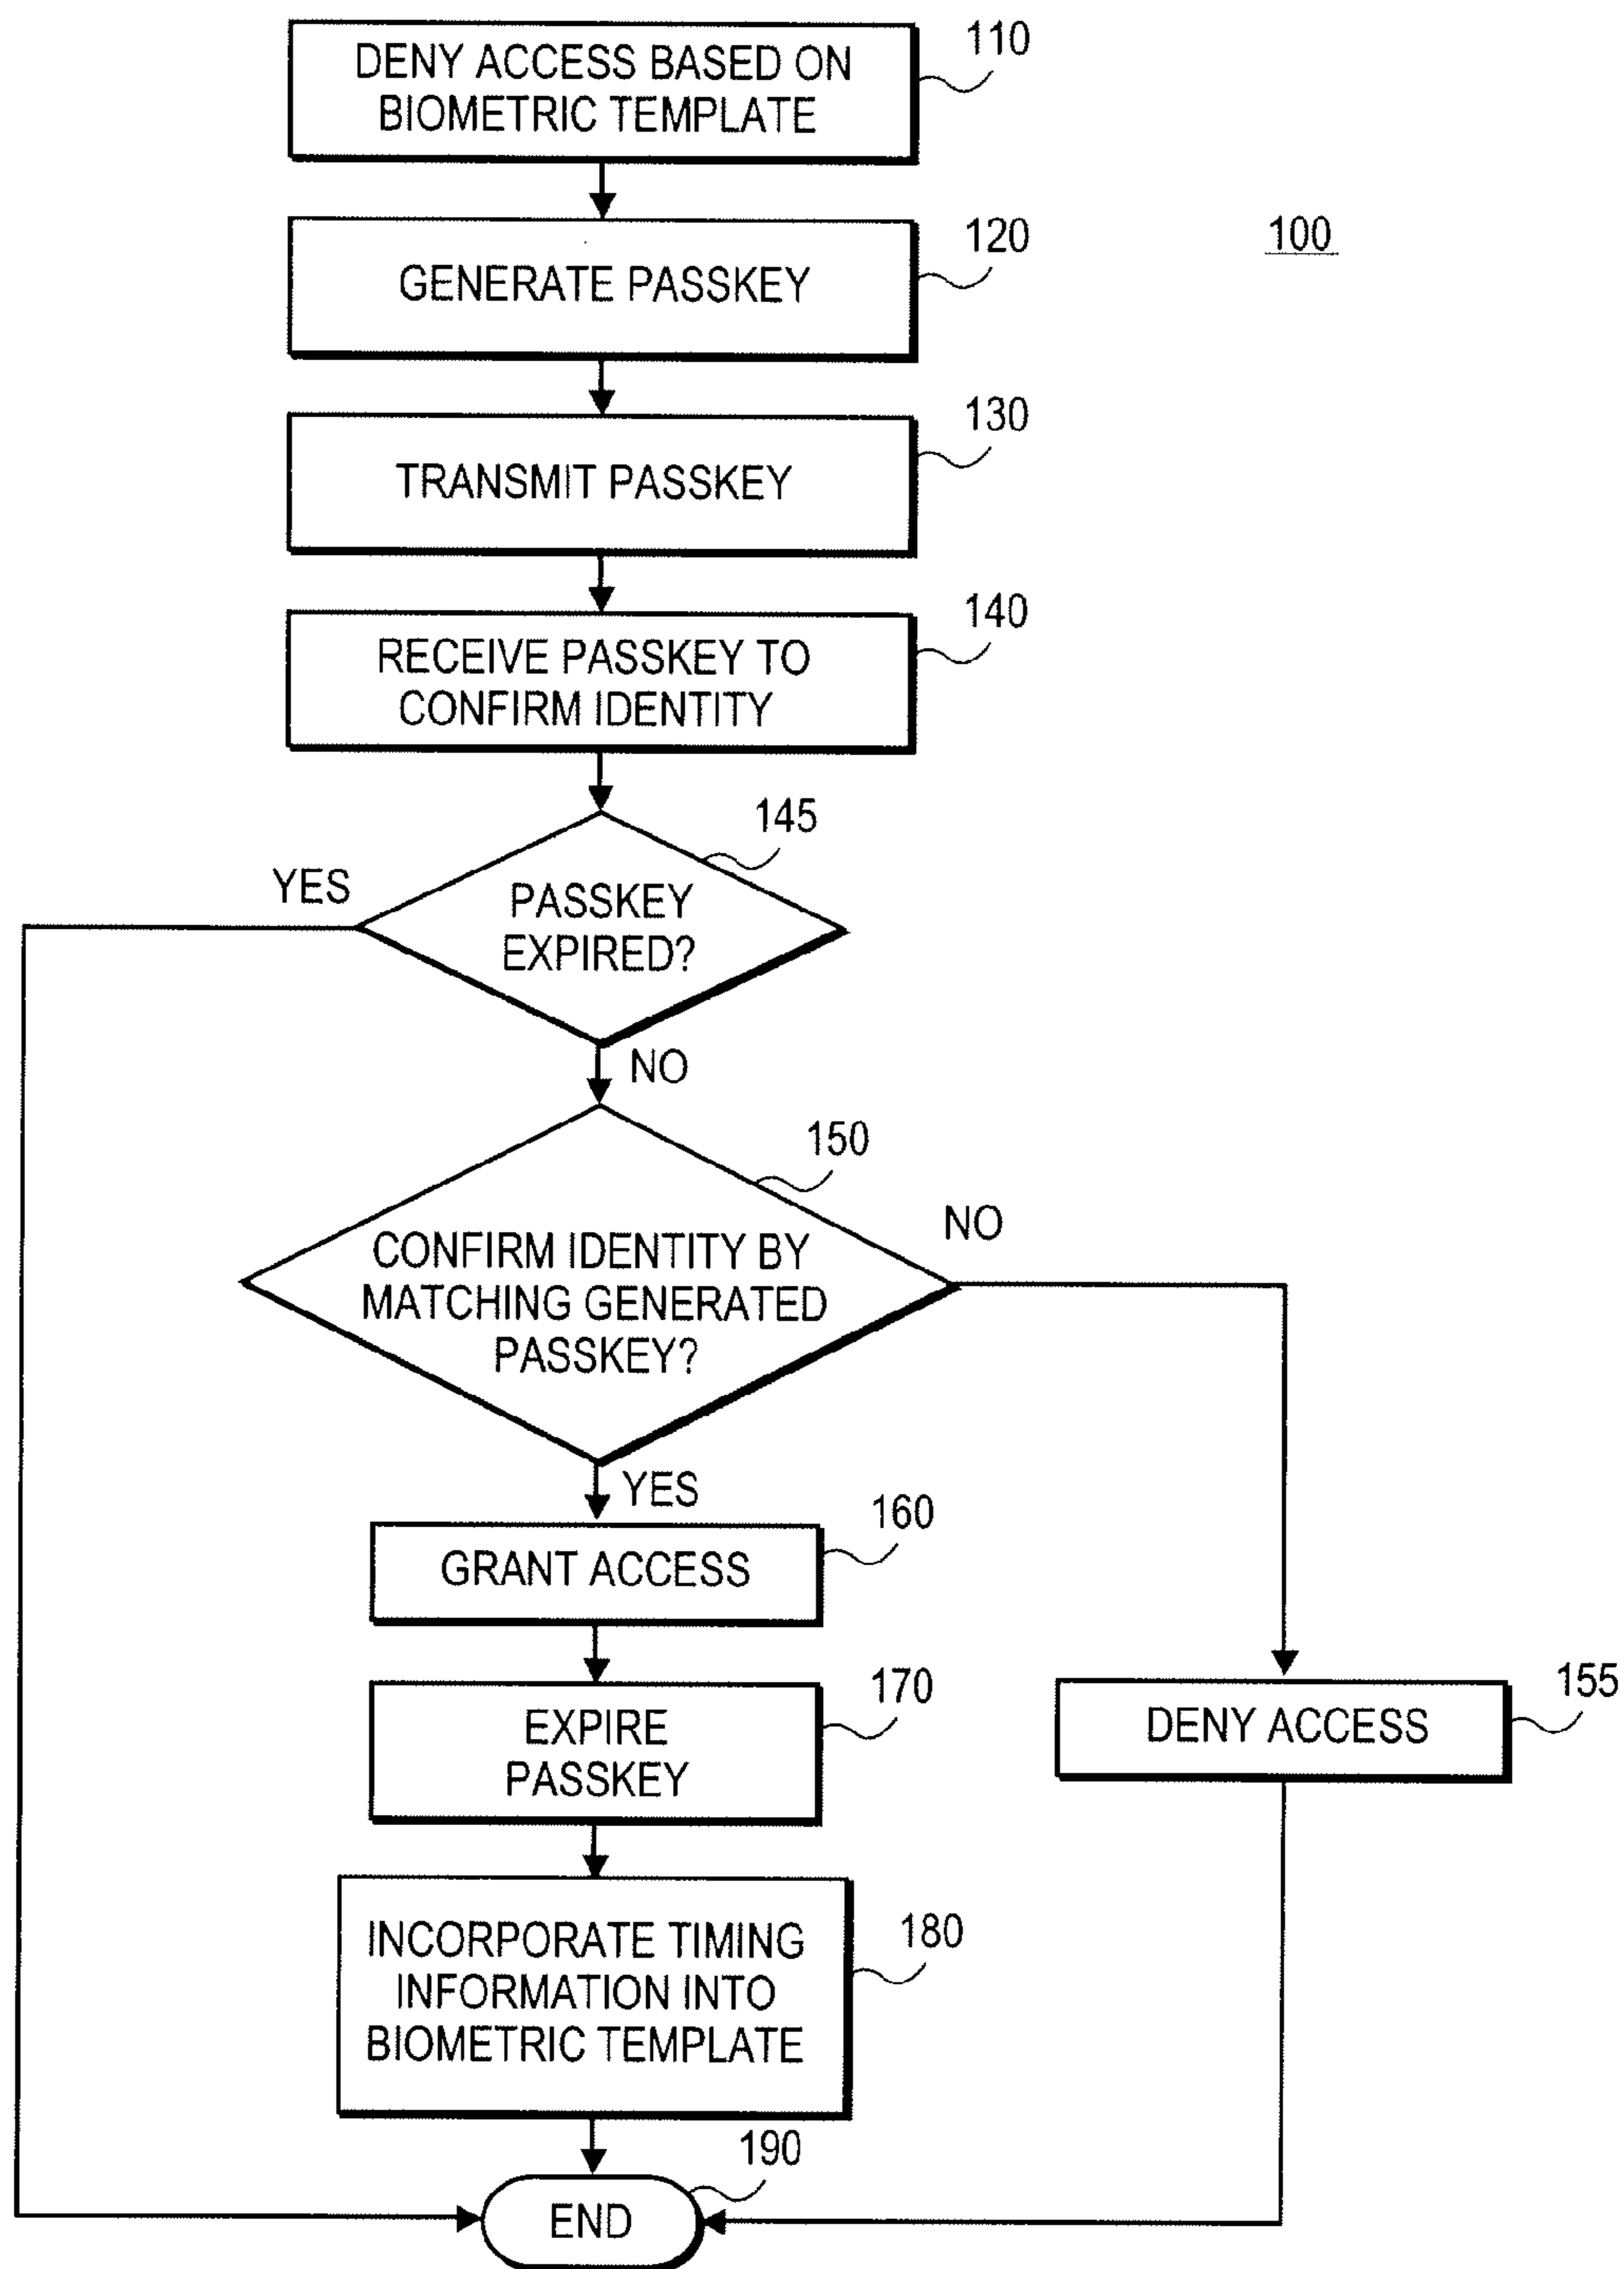 DENY ACCESS BASED ON
BIOMETRIC TEMPLATE
110
GENERATE PASSKEY
120
100
TRANSMIT PASSKEY
130
RECEIVE PASSKEY TO
CONFIRM IDENTITY
140
145
YES
PASSKEY
EXPIRED?
NO
150
NO
CONFIRM IDENTITY BY
MATCHING GENERATED
PASSKEY?
YES
160
GRANT ACCESS
170
EXPIRE
PASSKEY
155
DENY ACCESS
INCORPORATE TIMING
INFORMATION INTO
BIOMETRIC TEMPLATE
180
190
END